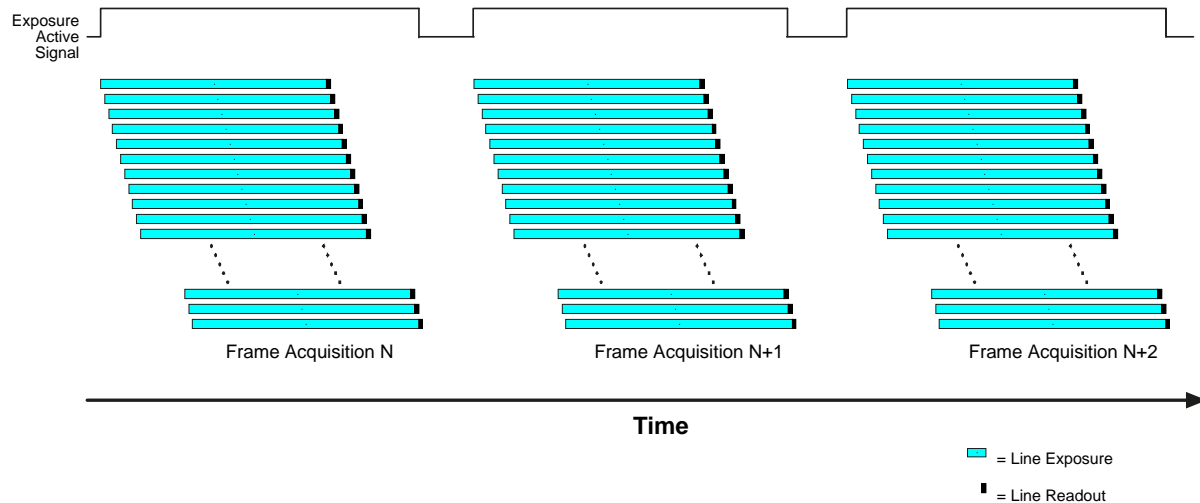 Exposure
Active
Signal
Frame Acquisition N
Frame Acquisition N+1
Frame Acquisition N+2
Time
= Line Exposure
= Line Readout